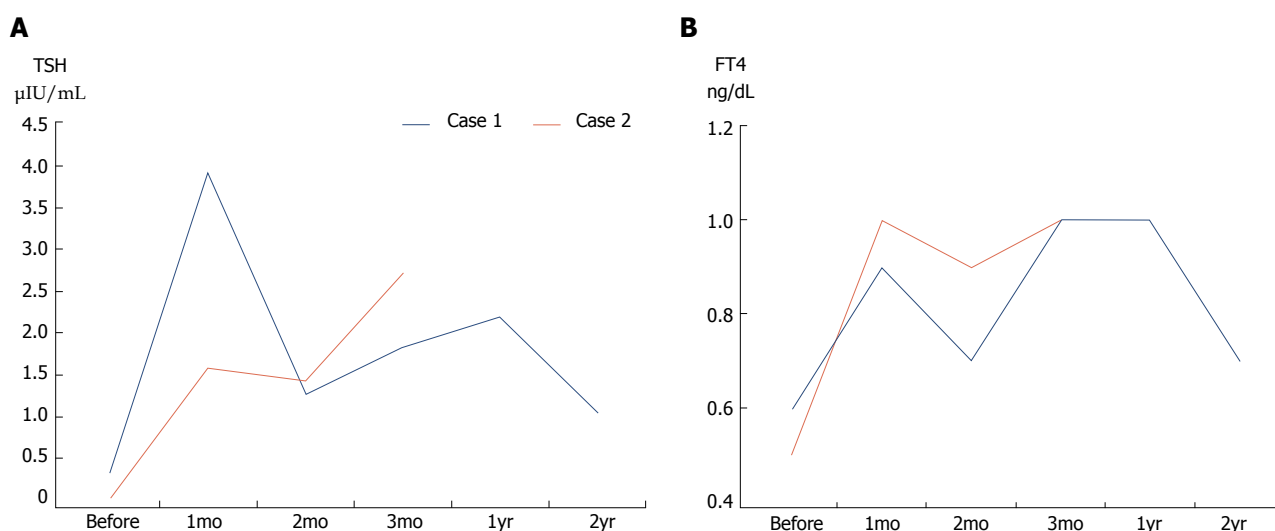 A
TSH
µIU/mL
Case 1 Case 2
4.5
4.0
3.5
3.0
2.5
2.0
1.5
1.0
0.5
0
Before 1mo 2mo 3mo 1yr 2yr
B
FT4
ng/dL
1.2
1.0
0.8
0.6
0.4
Before 1mo 2mo 3mo 1yr 2yr